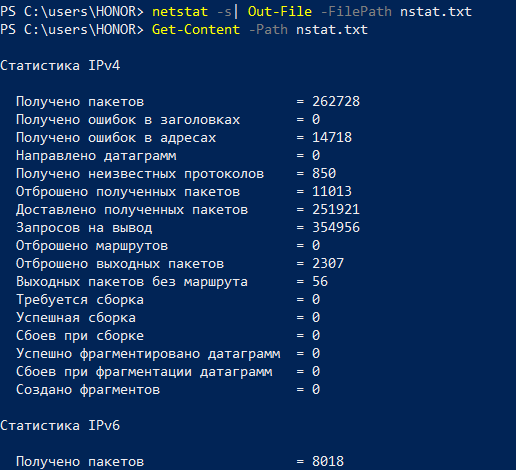 PS C:\users\HONOR> netstat -s| Out-File -FilePath nstat.txt
PS C:\users\HONOR> Get-Content -Path nstat.txt
Статистика IPv4
Получено пакетов = 262728
Получено ошибок в заголовках = 0
Получено ошибок в адресах = 14718
Направлено датаграмм = 0
Получено неизвестных протоколов = 850
Отброшено полученных пакетов = 11013
Доставлено полученных пакетов = 251921
Запросов на вывод = 354956
Отброшено маршрутов = 0
Отброшено выходных пакетов = 2307
Выходных пакетов без маршрута = 56
Требуется сборка = 0
Успешная сборка = 0
Сбоев при сборке = 0
Успешно фрагментировано датаграмм = 0
Сбоев при фрагментации датаграмм = 0
Создано фрагментов = 0
Статистика IPv6
Получено пакетов = 8018